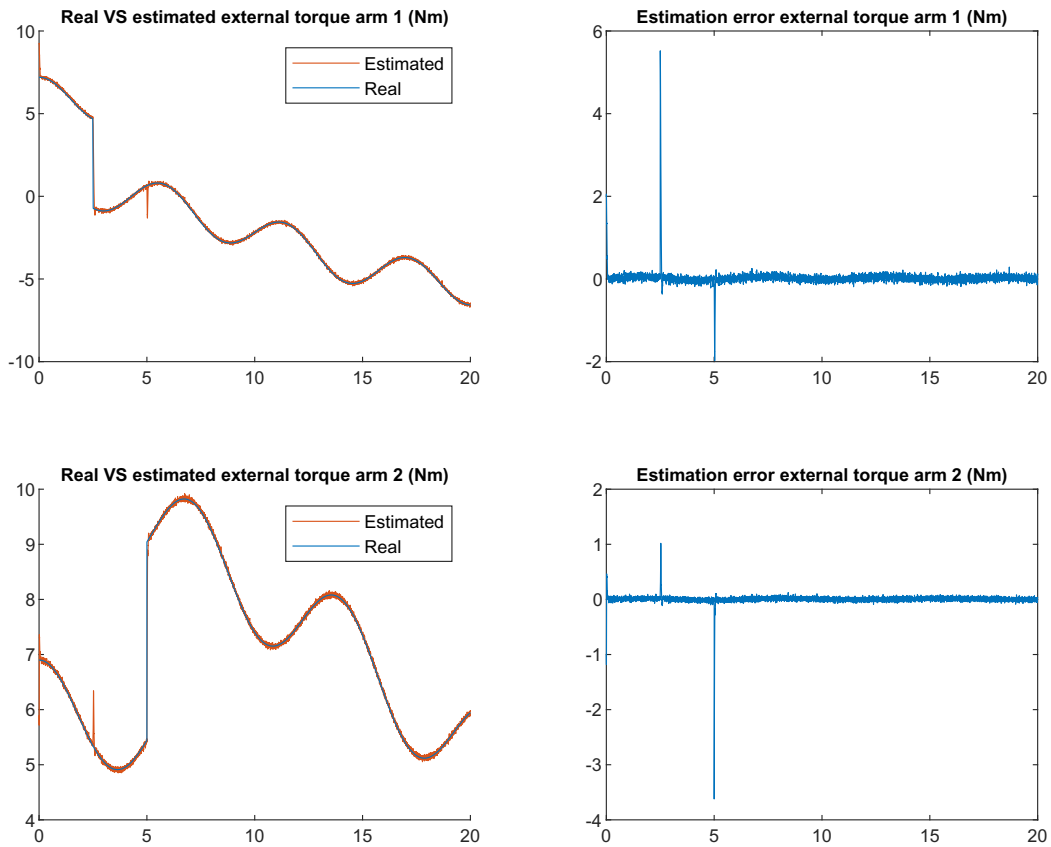 Real VS estimated external torque arm 1 (Nm)
10
5
0
-5
-10
Estimated
Real
0 5 10 15 20
Estimation error external torque arm 1 (Nm)
6
4
2
0
-2
0 5 10 15 20
Real VS estimated external torque arm 2 (Nm)
10
9
8
7
6
5
4
Estimated
Real
0 5 10 15 20
Estimation error external torque arm 2 (Nm)
2
1
0
-1
-2
-3
-4
0 5 10 15 20